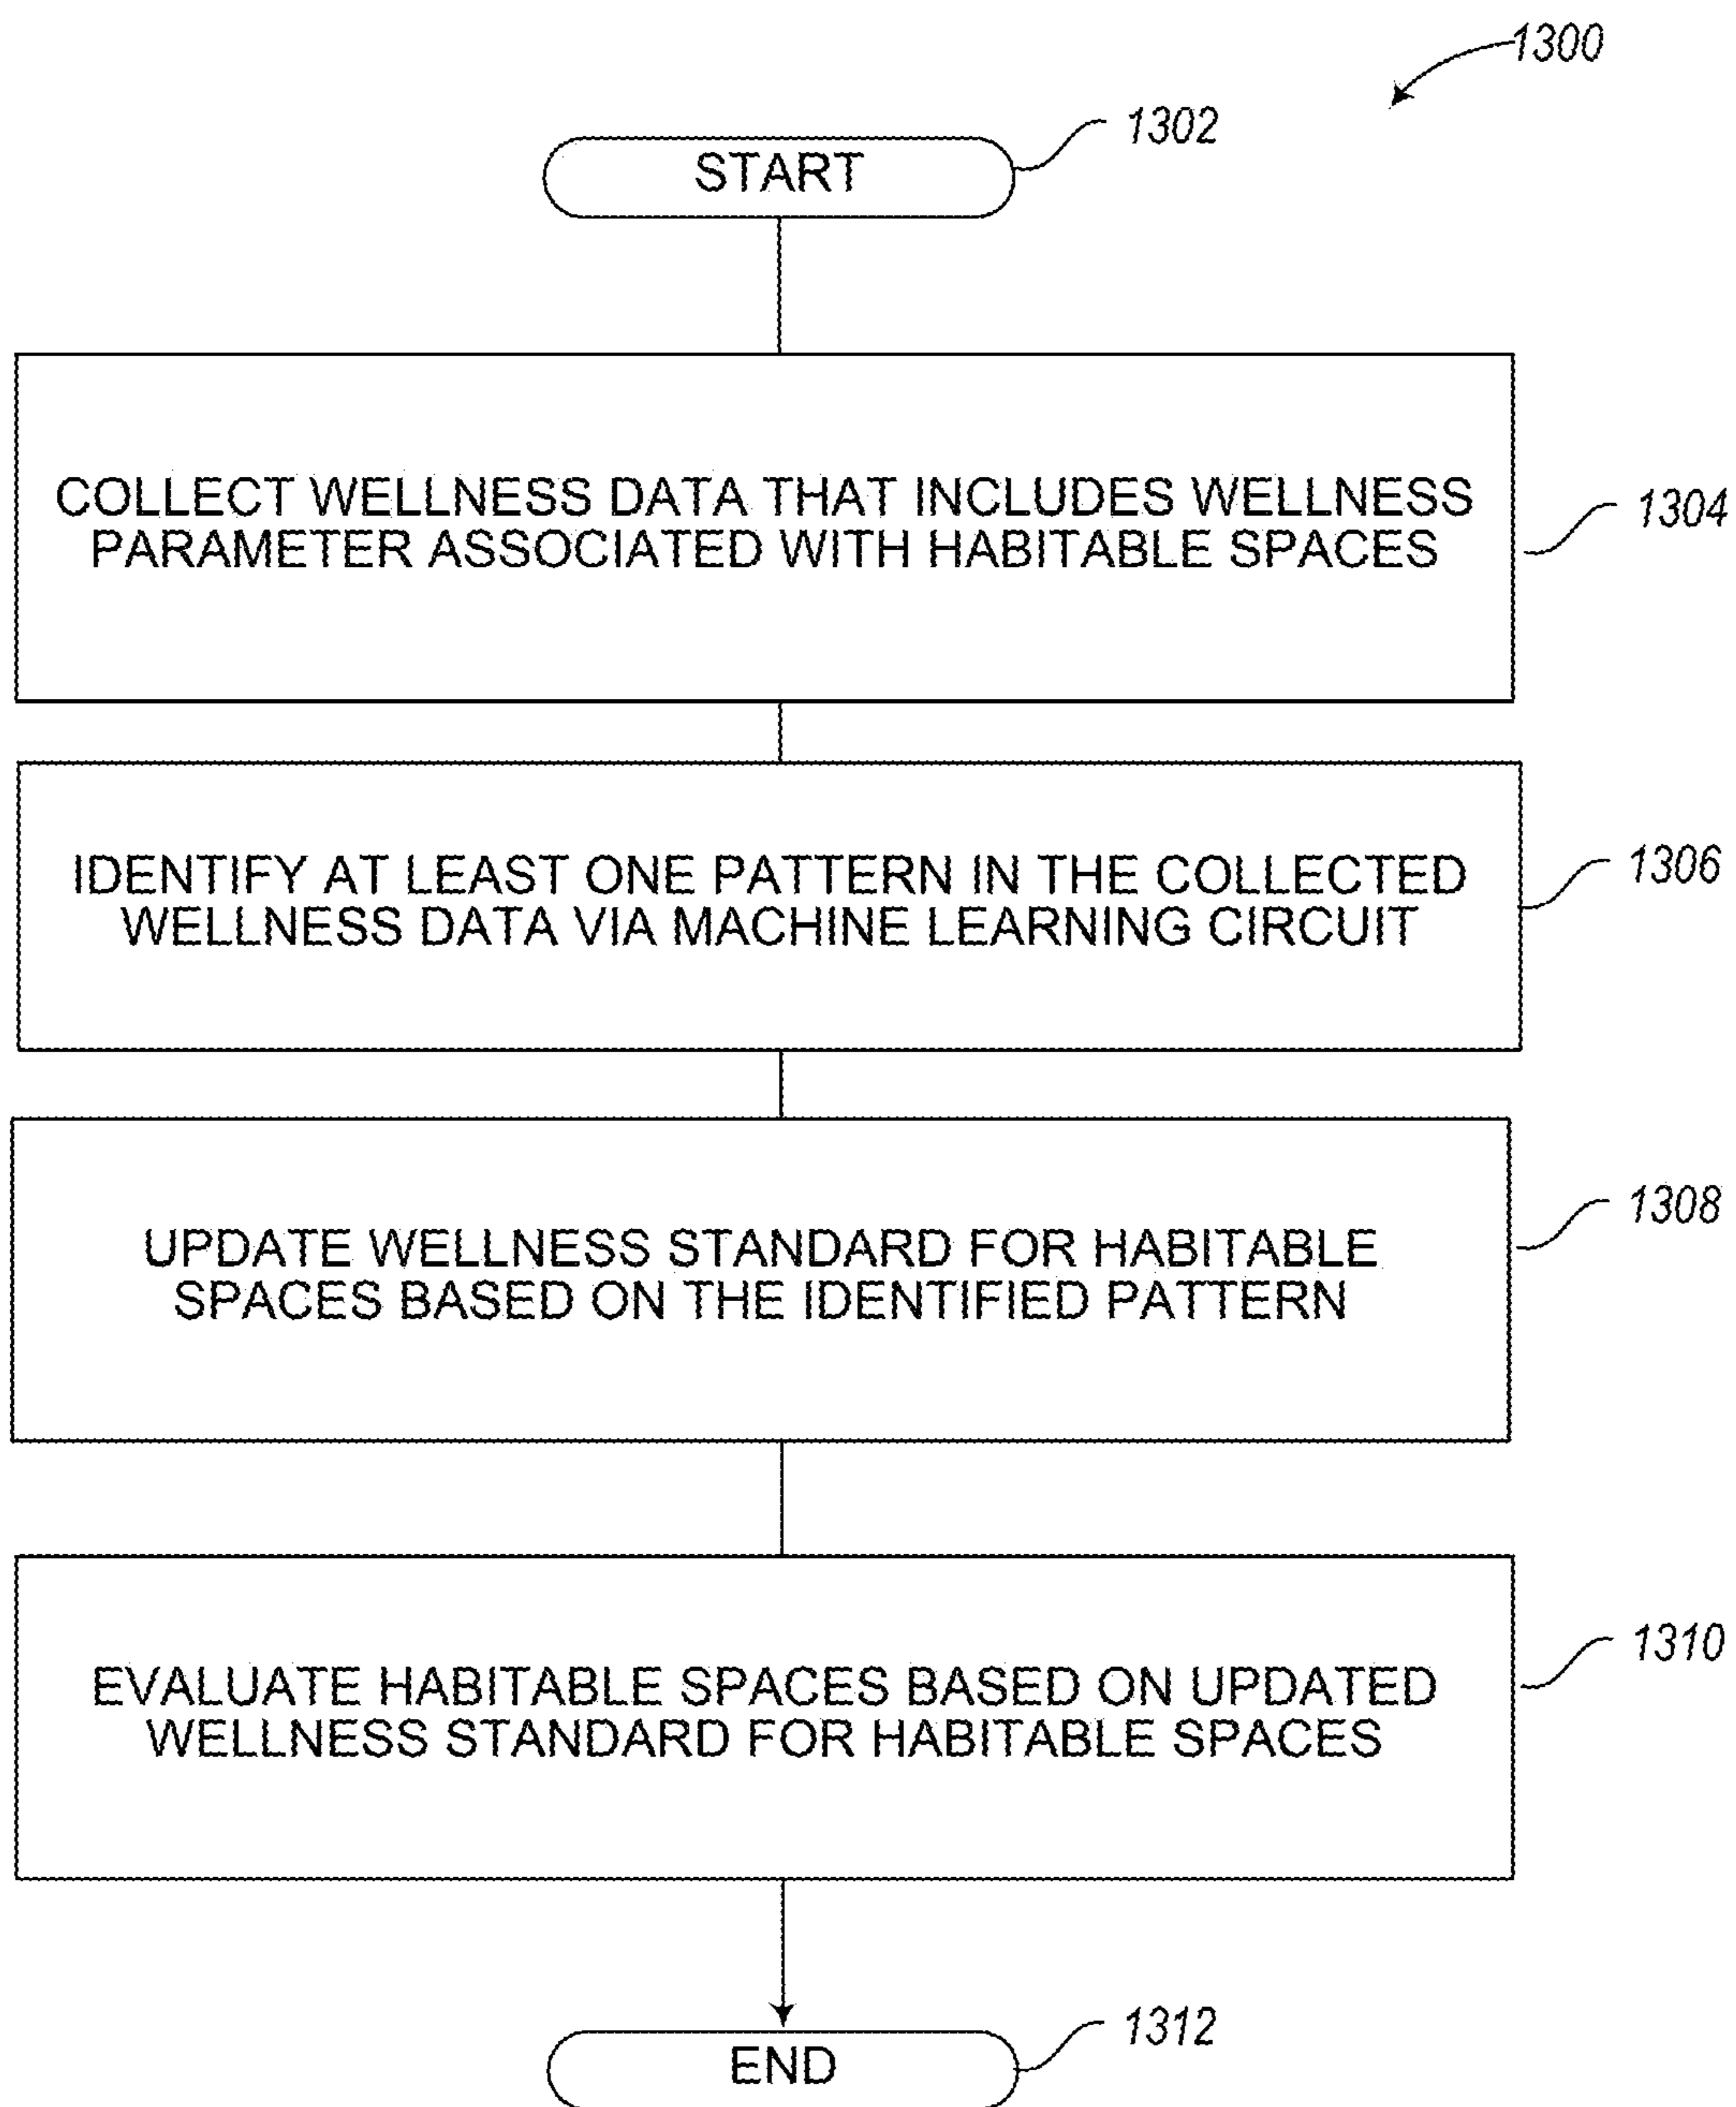 1300
1302
START
COLLECT WELLNESS DATA THAT INCLUDES WELLNESS
PARAMETER ASSOCIATED WITH HABITABLE SPACES
1304
IDENTIFY AT LEAST ONE PATTERN IN THE COLLECTED
WELLNESS DATA VIA MACHINE LEARNING CIRCUIT
1306
UPDATE WELLNESS STANDARD FOR HABITABLE
SPACES BASED ON THE IDENTIFIED PATTERN
1308
EVALUATE HABITABLE SPACES BASED ON UPDATED
WELLNESS STANDARD FOR HABITABLE SPACES
1310
1312
END